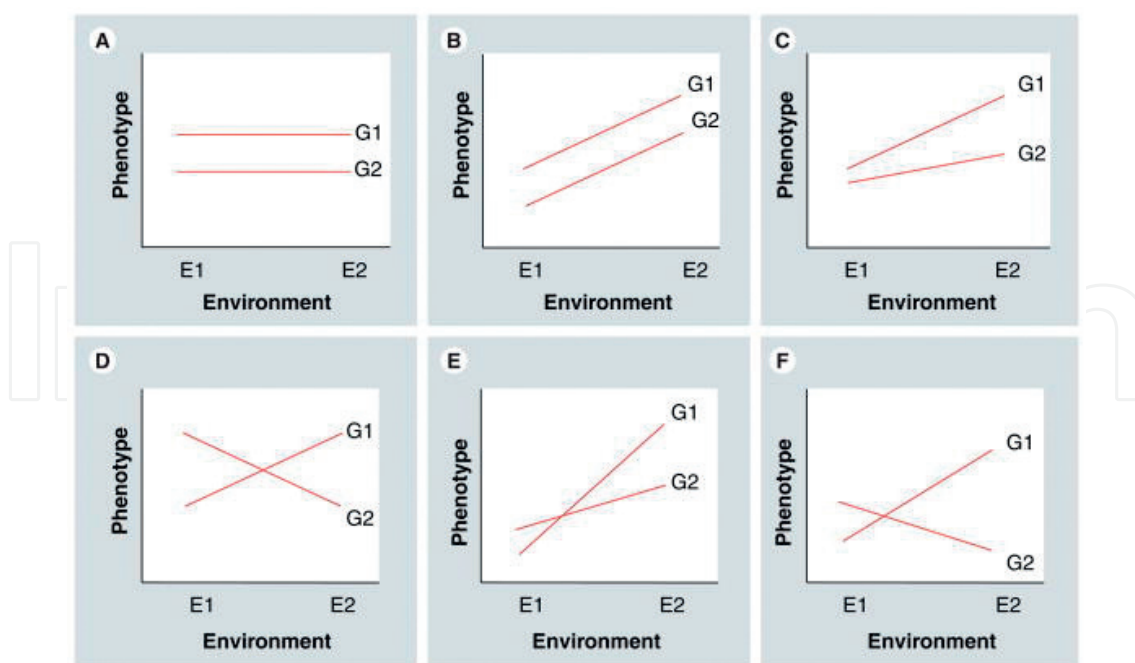 A
Phenotype
G1
G2
E1 E2
Environment
B
Phenotype
G1
G2
E1 E2
Environment
C
Phenotype
G1
G2
E1 E2
Environment
D
Phenotype
G1
G2
E1 E2
Environment
E
Phenotype
G1
G2
E1 E2
Environment
F
Phenotype
G1
G2
E1 E2
Environment